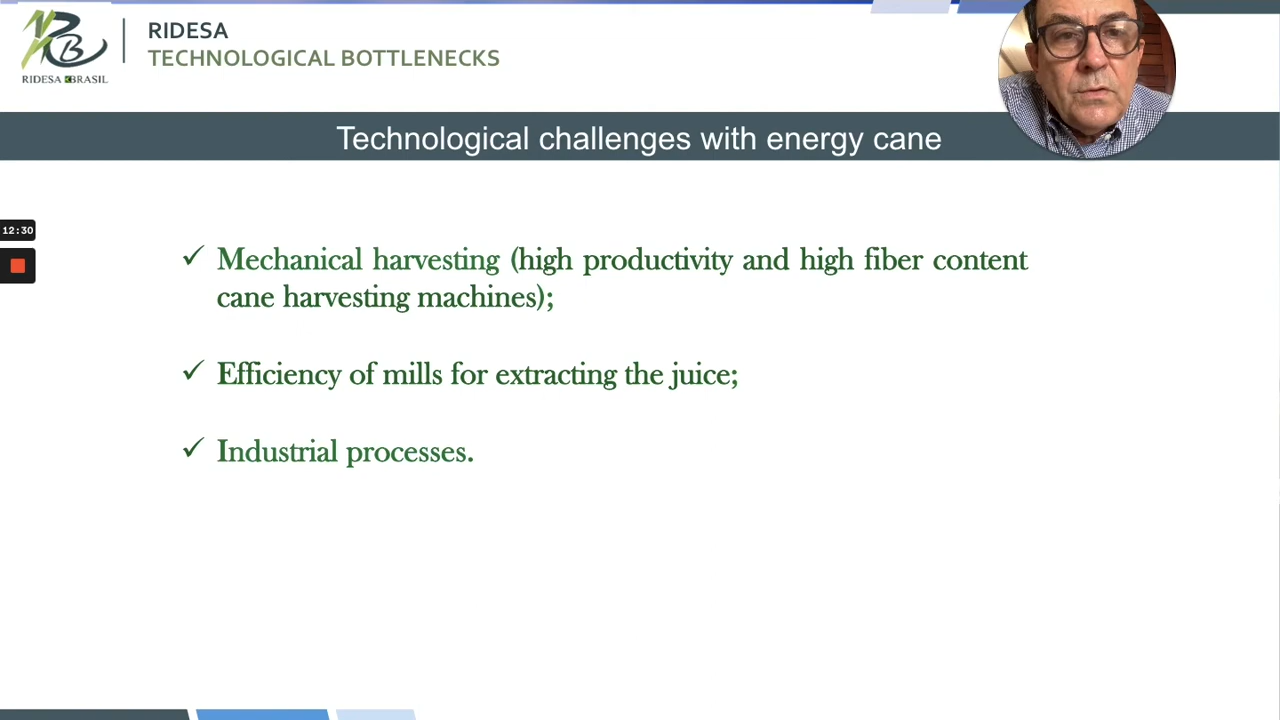 RIDESA
TECHNOLOGICAL BOTTLENECKS
RIDESA BRASIL
Technological challenges with energy cane
12:30
✓ Mechanical harvesting (high productivity and high fiber content
cane harvesting machines);
✓ Efficiency of mills for extracting the juice;
✓ Industrial processes.